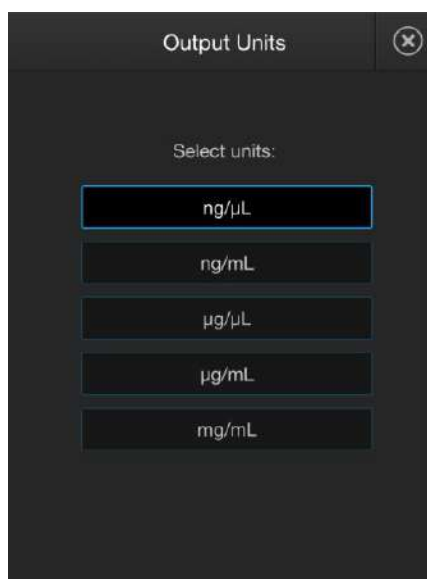 Output Units
Select units:
ng/µL
ng/mL
µg/µL
µg/mL
mg/mL